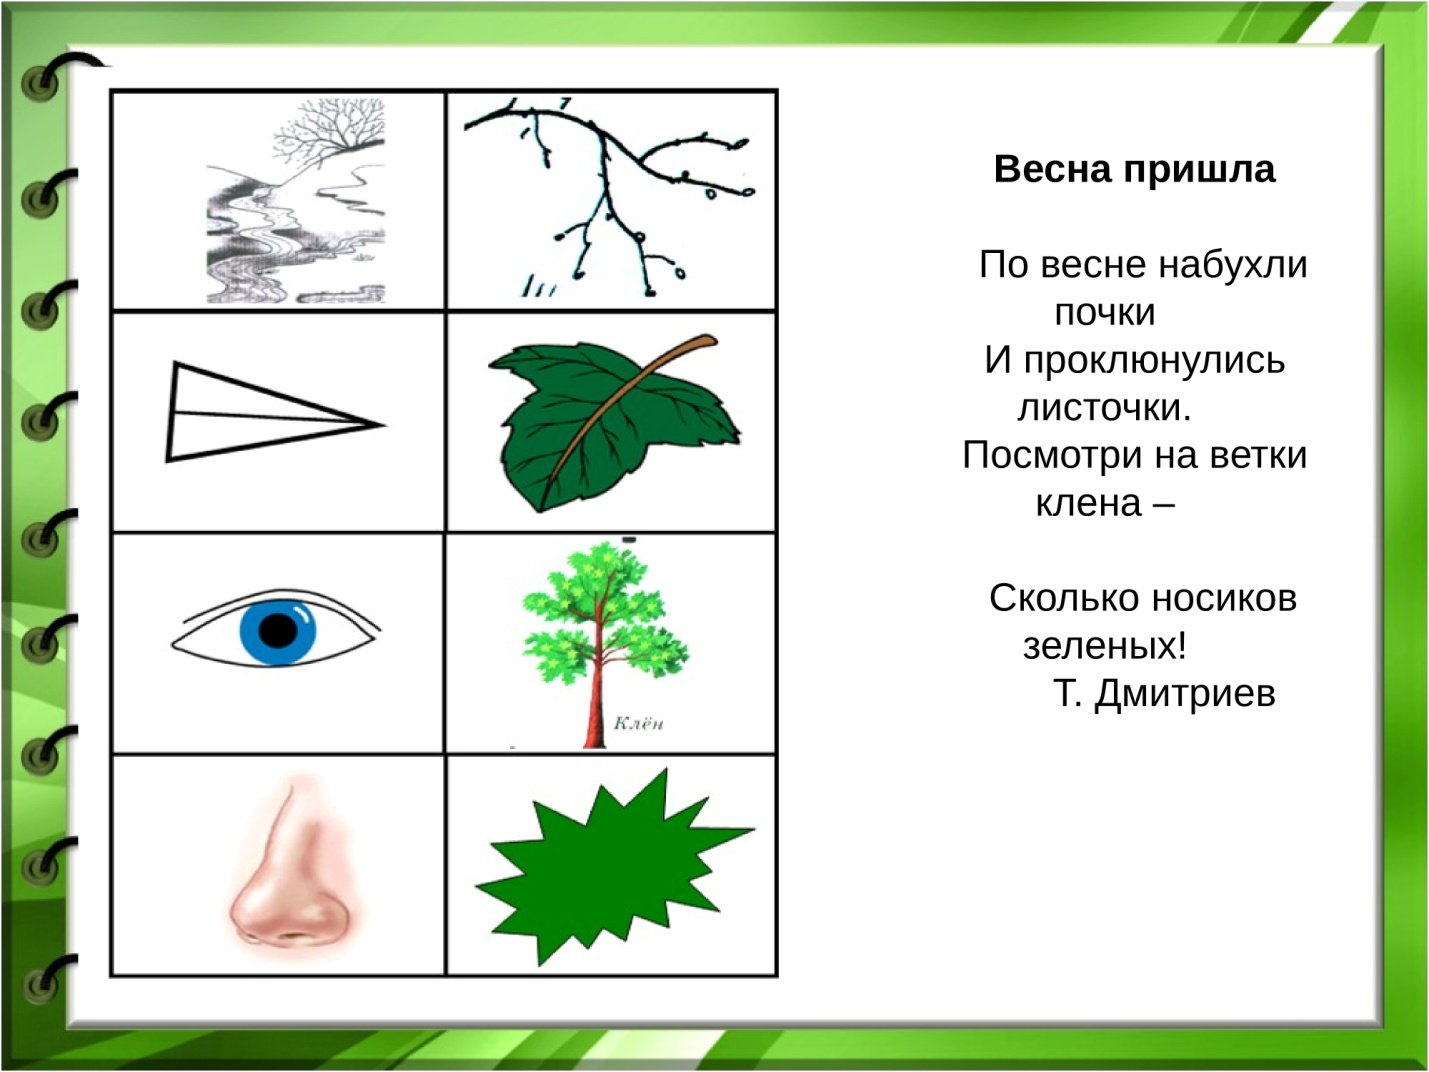 Весна пришла
По весне набухли
почки
И проклюнулись
листочки.
Посмотри на ветки
клена –
Сколько носиков
зеленых!
Т. Дмитриев
Клён